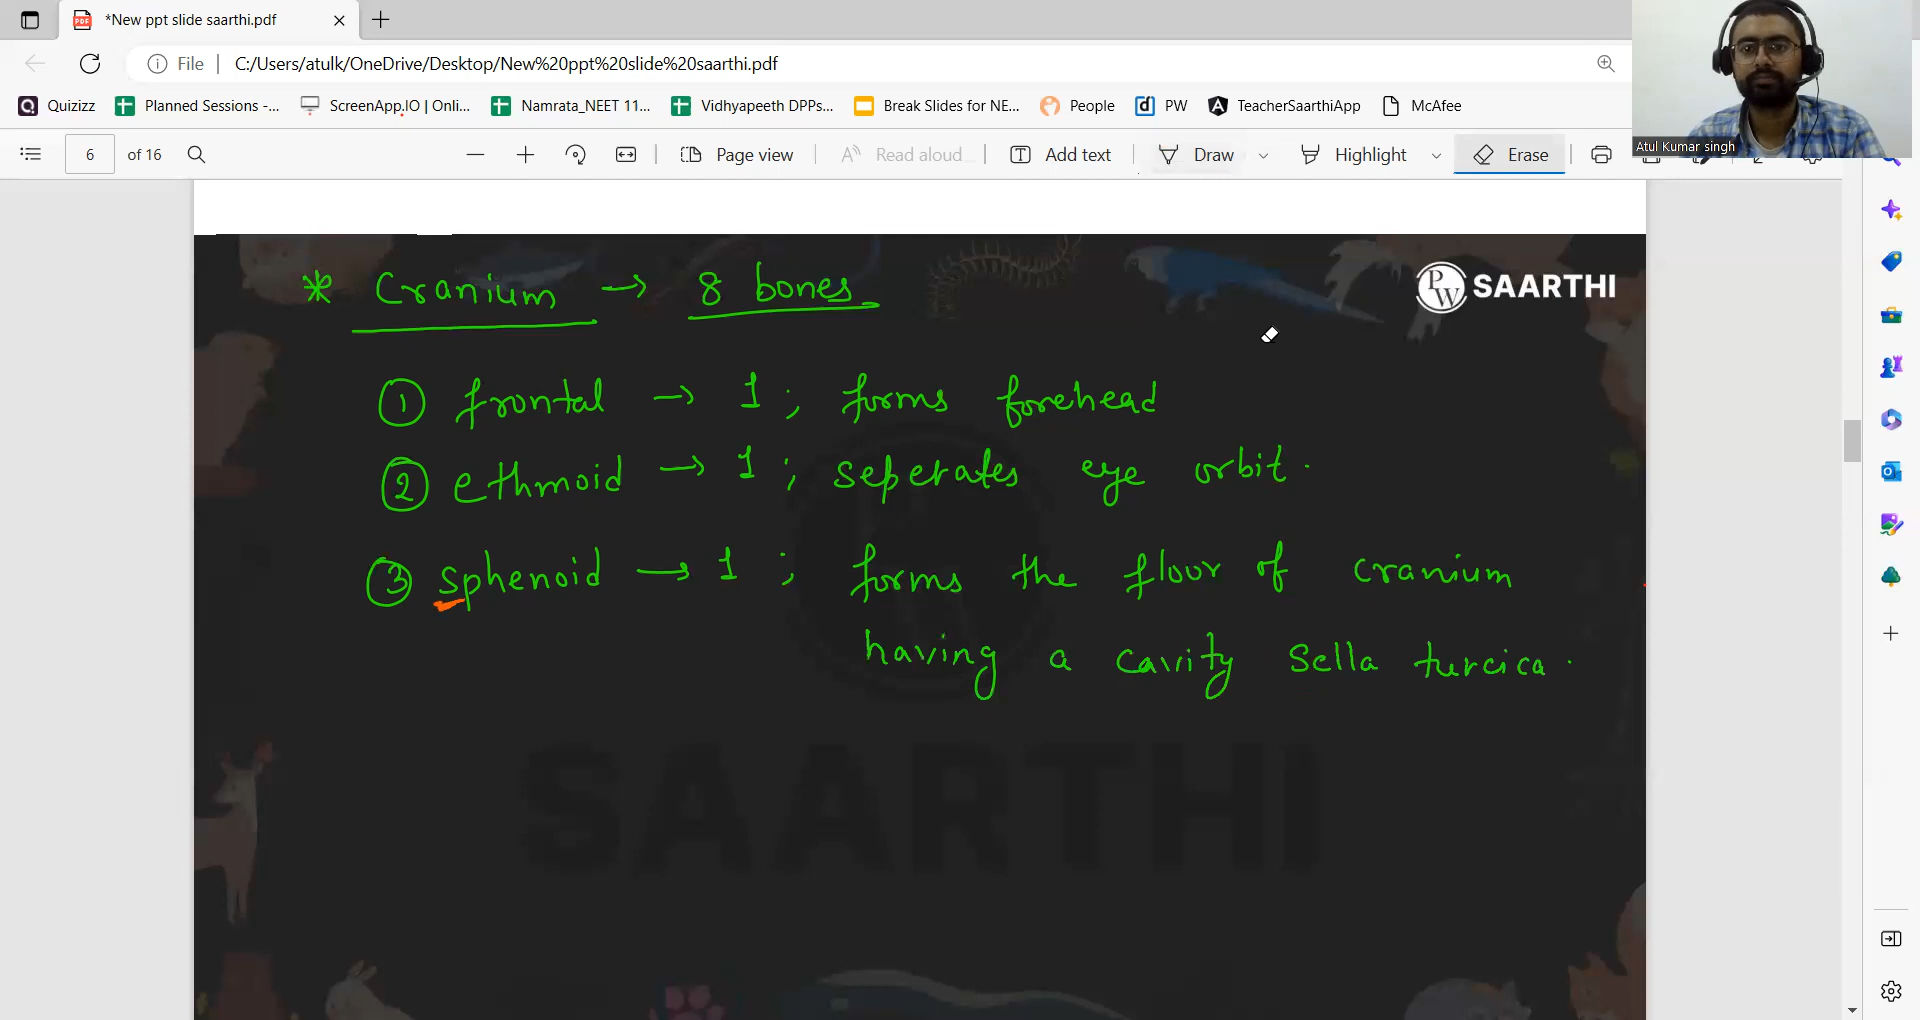 *New ppt slide saarthi.pdf
File | C:/Users/atulk/OneDrive/Desktop/New%20ppt%20slide%20saarthi.pdf
Quizizz Planned Sessions -... ScreenApp.IO | Onli... Namrata_NEET 11... Vidhyapeeth DPPs... Break Slides for NE... People PW TeacherSaarthiApp McAfee
6 of 16 Page view Read aloud Add text Draw Highlight Erase
Atul Kumar singh
* Cranium → 8 bones
PW SAARTHI
① frontal → 1 ; forms forehead
② ethmoid → 1 ; seperates eye orbit.
③ sphenoid → 1 ; forms the floor of cranium
having a cavity Sella turcica.
SAARTHI